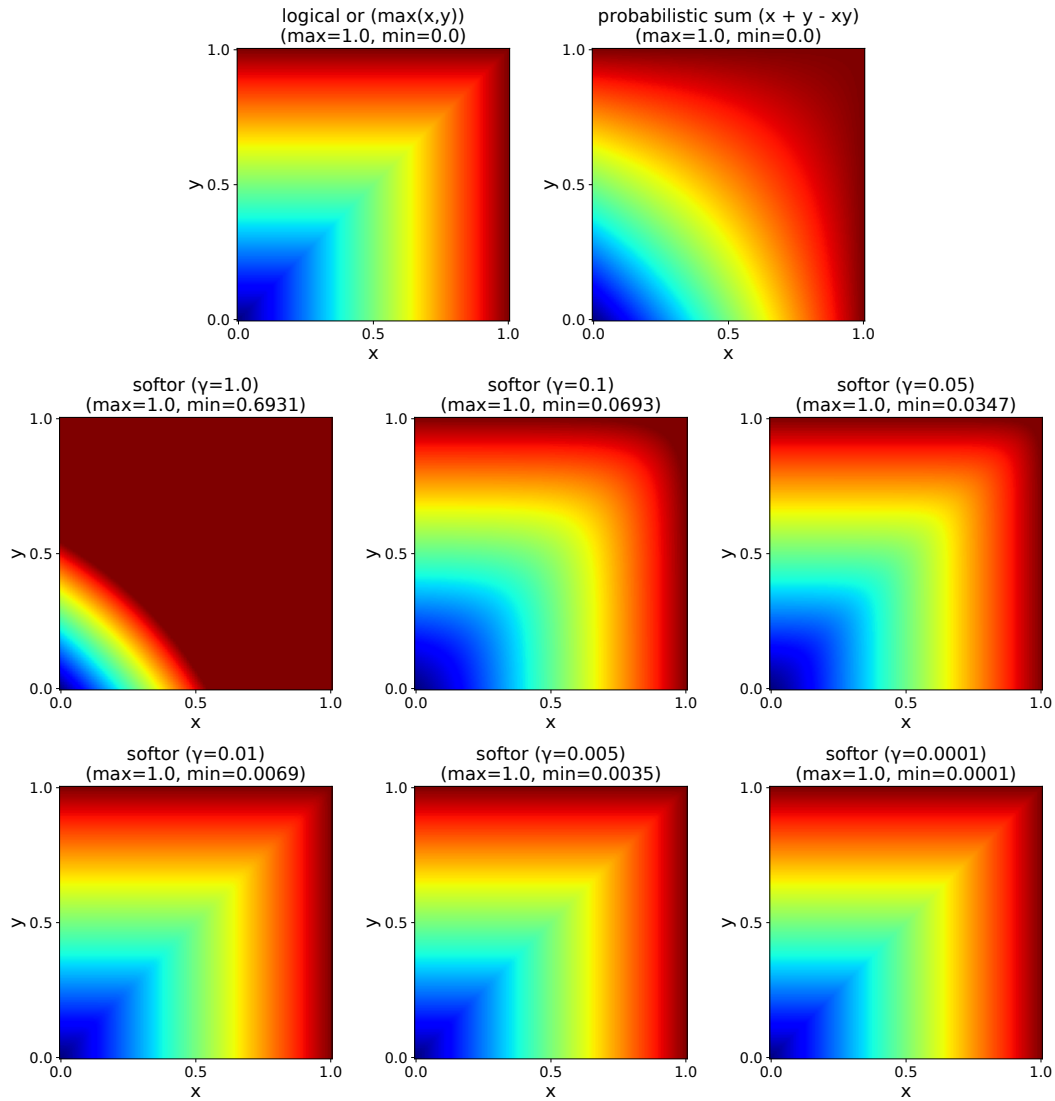 logical or (max(x,y))
(max=1.0, min=0.0)
1.0
0.5
0.0
y
0.0 0.5 1.0
x
probabilistic sum (x + y - xy)
(max=1.0, min=0.0)
1.0
0.5
0.0
y
0.0 0.5 1.0
x
softor (γ=1.0)
(max=1.0, min=0.6931)
1.0
0.5
0.0
y
0.0 0.5 1.0
x
softor (γ=0.1)
(max=1.0, min=0.0693)
1.0
0.5
0.0
y
0.0 0.5 1.0
x
softor (γ=0.05)
(max=1.0, min=0.0347)
1.0
0.5
0.0
y
0.0 0.5 1.0
x
softor (γ=0.01)
(max=1.0, min=0.0069)
1.0
0.5
0.0
y
0.0 0.5 1.0
x
softor (γ=0.005)
(max=1.0, min=0.0035)
1.0
0.5
0.0
y
0.0 0.5 1.0
x
softor (γ=0.0001)
(max=1.0, min=0.0001)
1.0
0.5
0.0
y
0.0 0.5 1.0
x